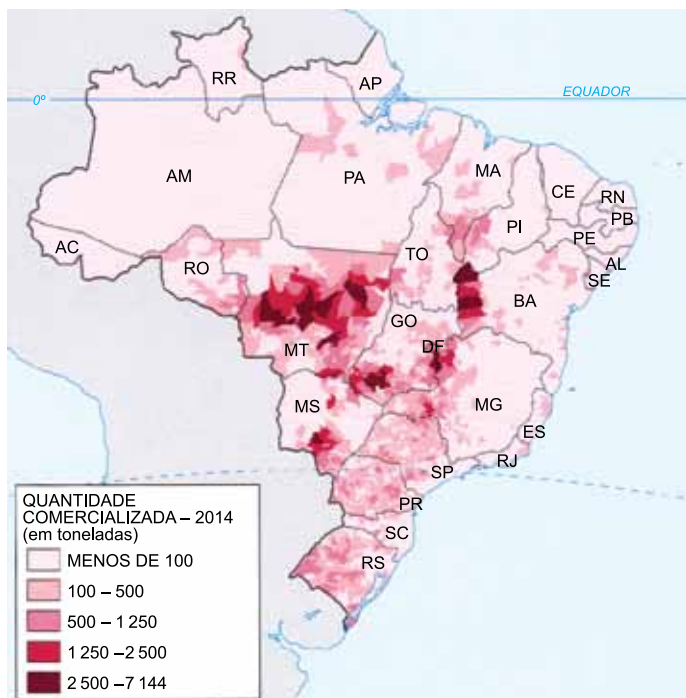 RR
AP
0º
EQUADOR
AM
PA
MA
CE
RN
PB
PI
PE
AC
TO
AL
RO
SE
BA
GO
MT
DF
MS
MG
ES
SP
RJ
PR
SC
RS
QUANTIDADE
COMERCIALIZADA – 2014
(em toneladas)
MENOS DE 100
100 – 500
500 – 1 250
1 250 – 2 500
2 500 – 7 144